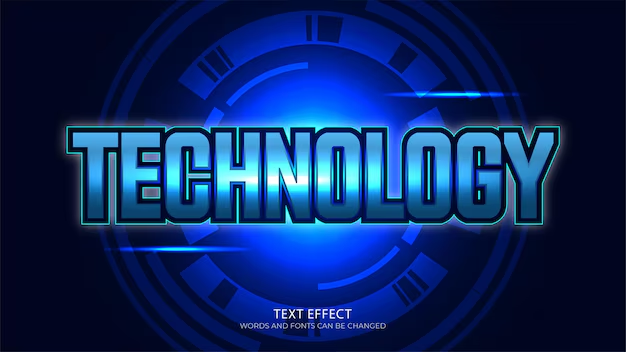 TECHNOLOGY
TEXT EFFECT
WORDS AND FONTS CAN BE CHANGED